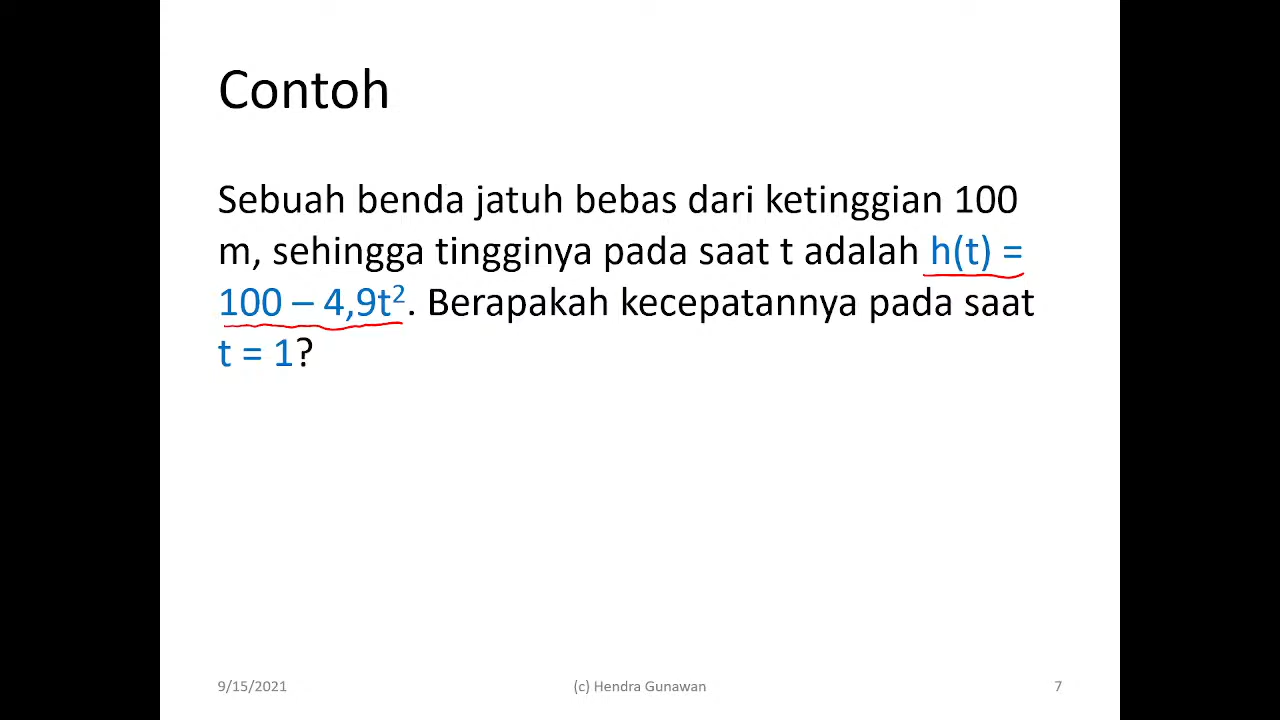 Contoh
Sebuah benda jatuh bebas dari ketinggian 100
m, sehingga tingginya pada saat t adalah h(t) =
100 – 4,9t². Berapakah kecepatannya pada saat
t = 1?
9/15/2021 (c) Hendra Gunawan 7